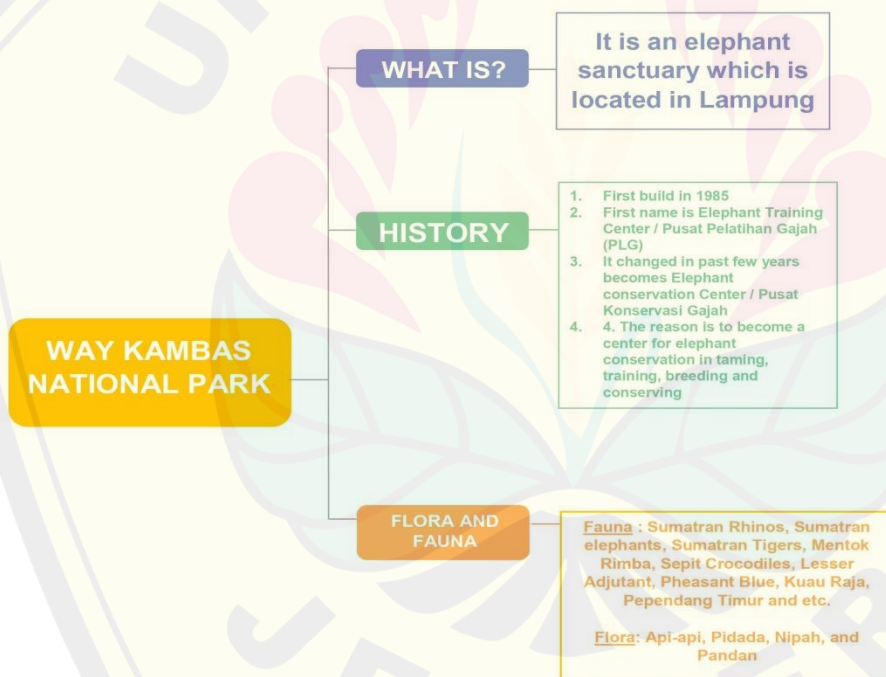 WHAT IS?
It is an elephant
sanctuary which is
located in Lampung
HISTORY
1. First build in 1985
2. First name is Elephant Training
Center / Pusat Pelatihan Gajah
(PLG)
3. It changed in past few years
becomes Elephant
conservation Center / Pusat
Konservasi Gajah
4. 4. The reason is to become a
center for elephant
conservation in taming,
training, breeding and
conserving
WAY KAMBAS
NATIONAL PARK
FLORA AND
FAUNA
Fauna : Sumatran Rhinos, Sumatran
elephants, Sumatran Tigers, Mentok
Rimba, Sepit Crocodiles, Lesser
Adjutant, Pheasant Blue, Kuau Raja,
Pependang Timur and etc.
Flora: Api-api, Pidada, Nipah, and
Pandan